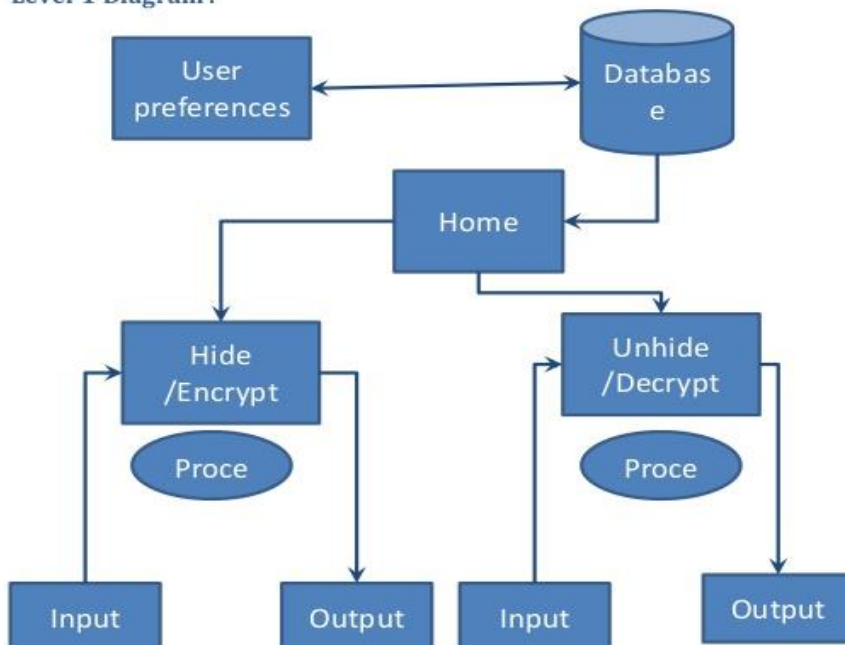 Level 1 Diagram :
User
preferences
Databas
e
Home
Hide
/Encrypt
Unhide
/Decrypt
Proce
Proce
Input
Output
Input
Output